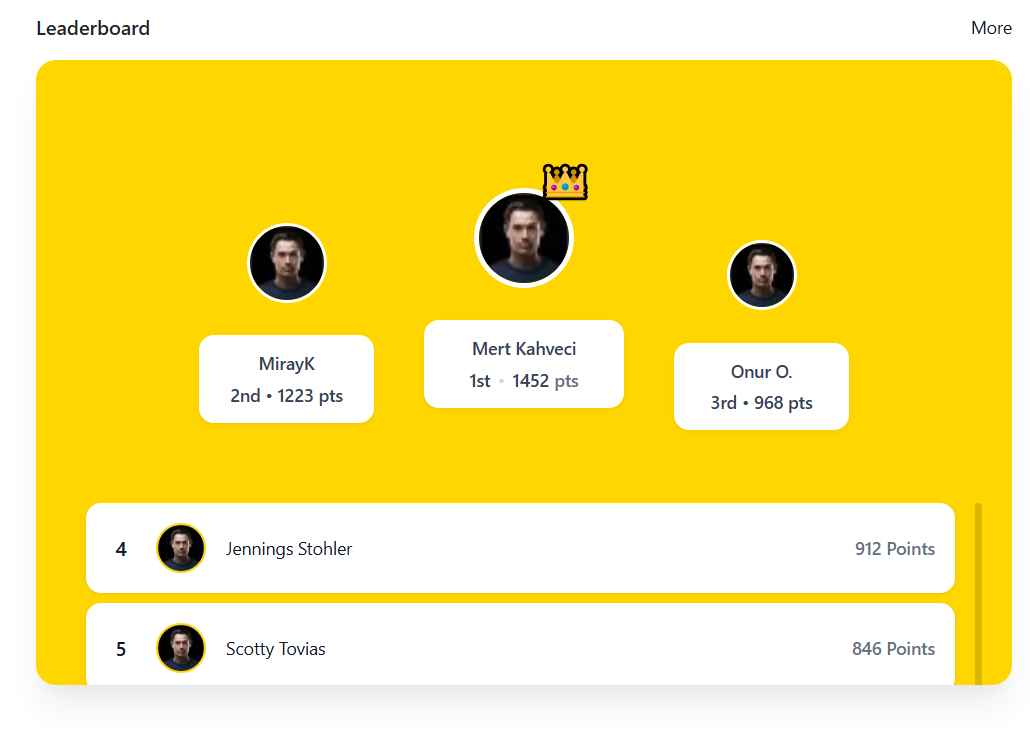 Leaderboard
More
MirayK
2nd • 1223 pts
Mert Kahveci
1st • 1452 pts
Onur O.
3rd • 968 pts
4 Jennings Stohler 912 Points
5 Scotty Tovias 846 Points